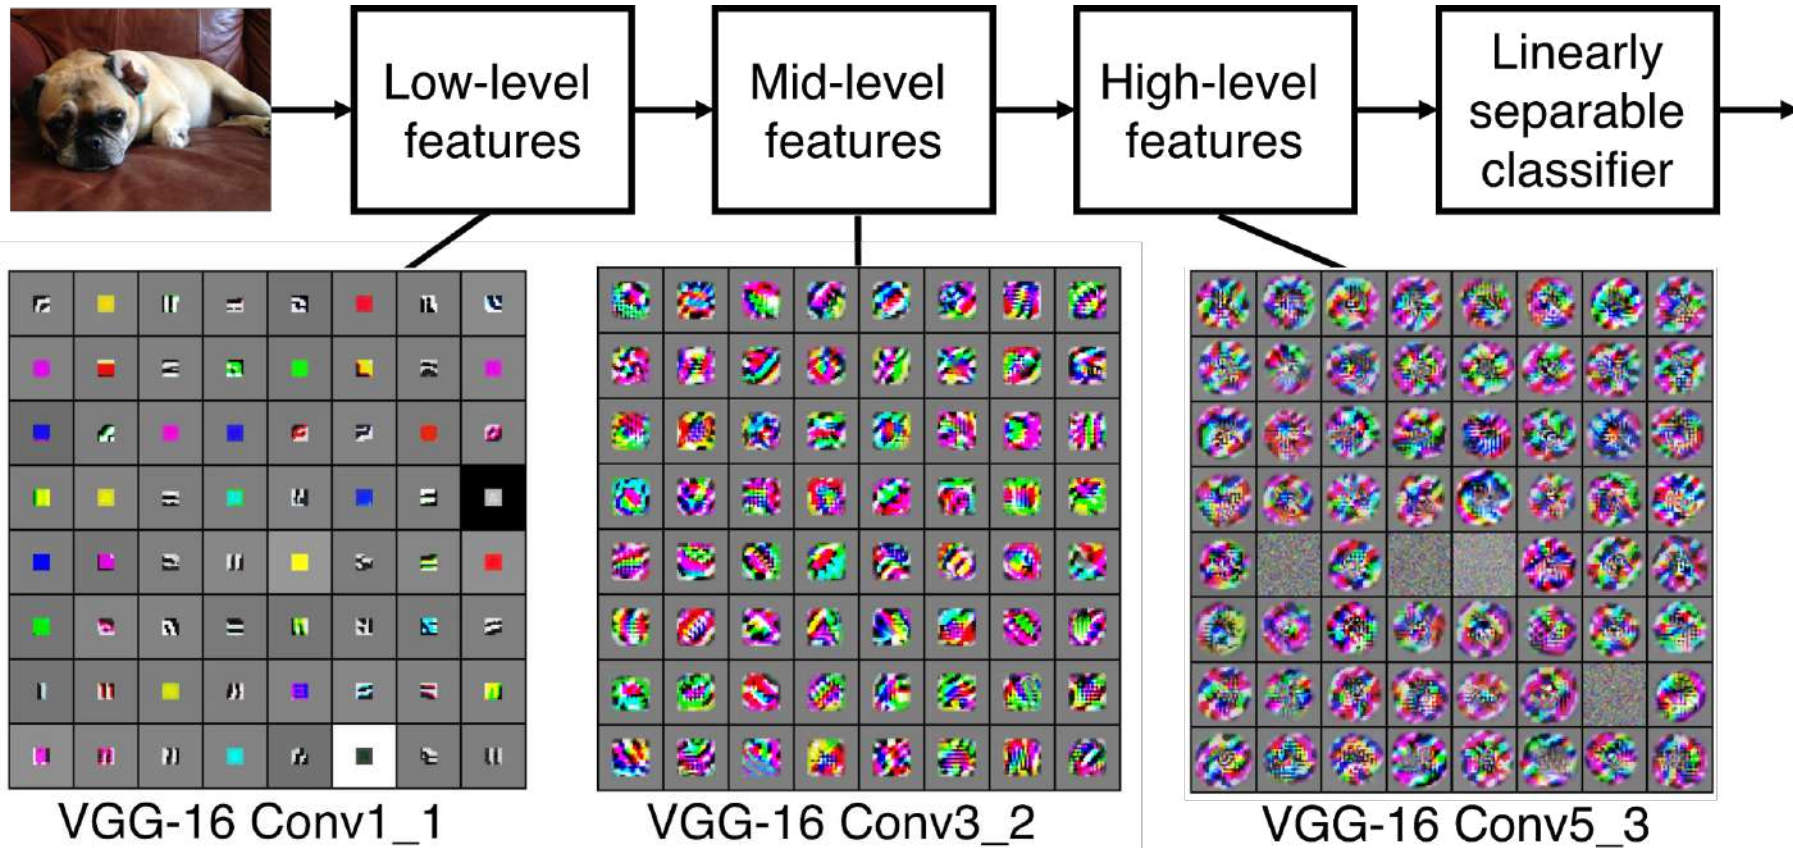 Low-level
features
Mid-level
features
High-level
features
Linearly
separable
classifier
VGG-16 Conv1_1
VGG-16 Conv3_2
VGG-16 Conv5_3